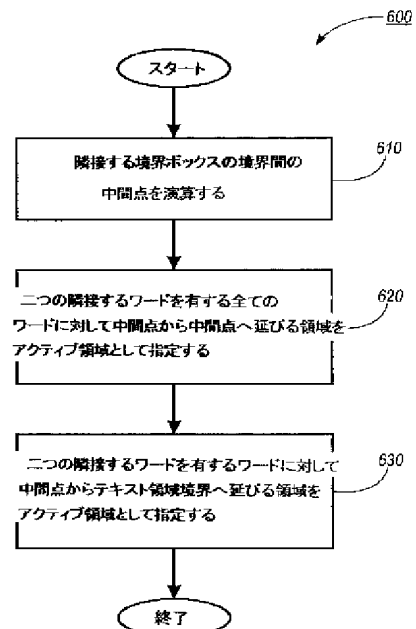 600
スタート
隣接する境界ボックスの境界間の
中間点を演算する
610
二つの隣接するワードを有する全ての
ワードに対して中間点から中間点へ延びる領域を
アクティブ領域として指定する
620
二つの隣接するワードを有するワードに対して
中間点からテキスト領域境界へ延びる領域を
アクティブ領域として指定する
630
終了